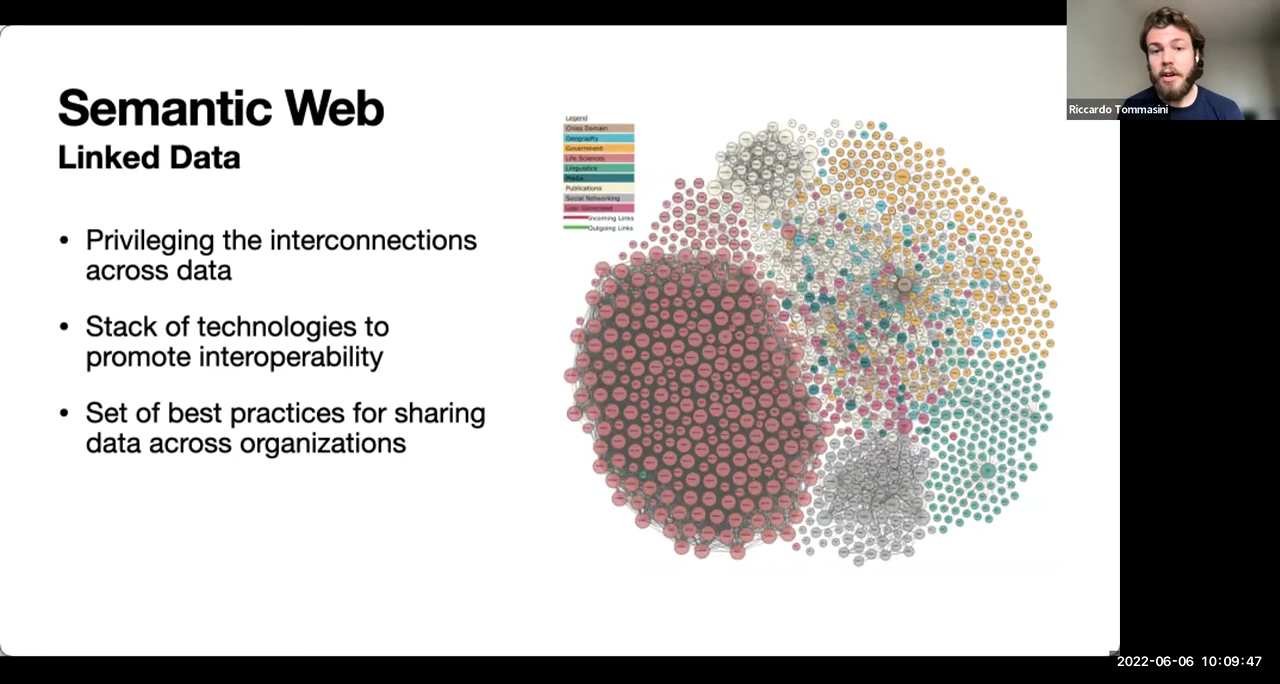 Semantic Web
Linked Data
• Privileging the interconnections
across data
• Stack of technologies to
promote interoperability
• Set of best practices for sharing
data across organizations
Legend
Cross Domain
Geography
Government
Life Sciences
Linguistics
Media
Publications
Social Networking
User Generated
Incoming Links
Outgoing Links
Riccardo Tommasini
2022-06-06 10:09:47